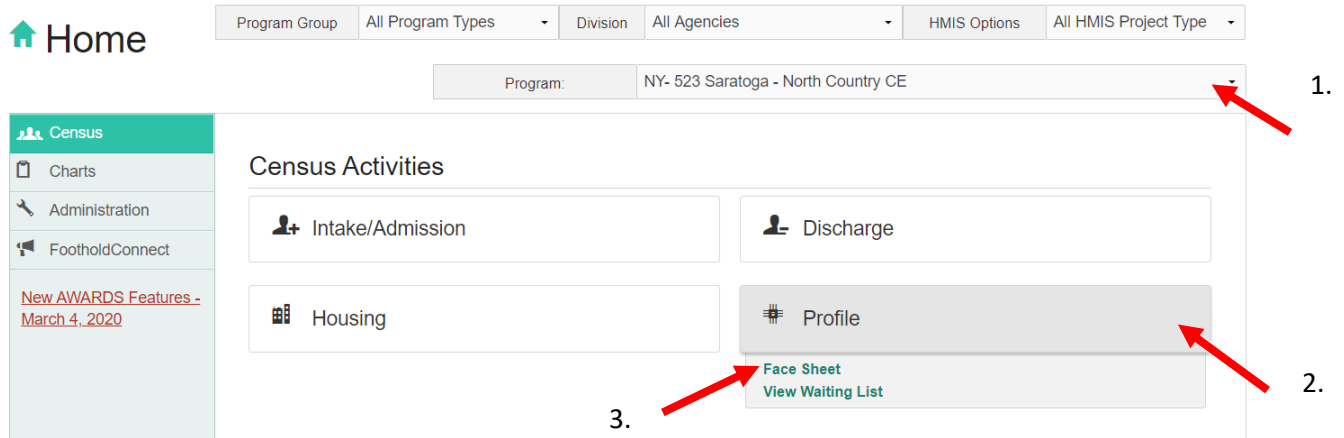 Home
Program Group All Program Types Division All Agencies HMIS Options All HMIS Project Type
Program: NY- 523 Saratoga - North Country CE
1.
Census
Charts
Administration
FootholdConnect
New AWARDS Features -
March 4, 2020
Census Activities
Intake/Admission
Discharge
Housing
Profile
Face Sheet
View Waiting List
2.
3.